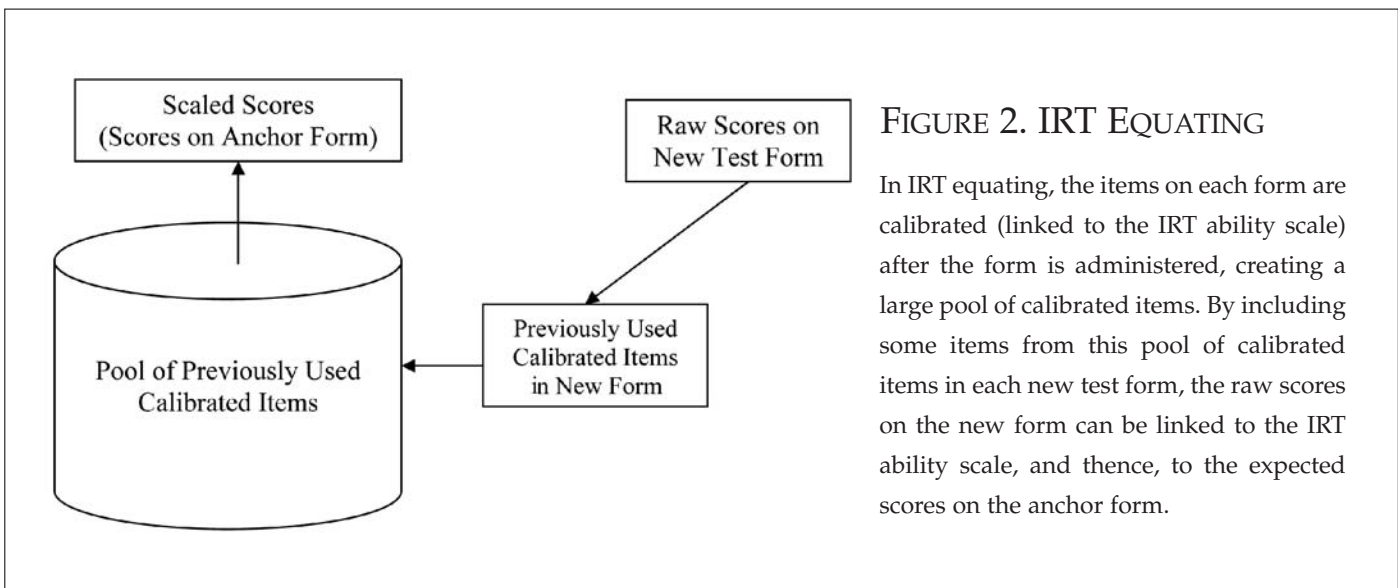 Scaled Scores
(Scores on Anchor Form)
Raw Scores on
New Test Form
Pool of Previously Used
Calibrated Items
Previously Used
Calibrated Items
in New Form
FIGURE 2. IRT EQUATING
In IRT equating, the items on each form are
calibrated (linked to the IRT ability scale)
after the form is administered, creating a
large pool of calibrated items. By including
some items from this pool of calibrated
items in each new test form, the raw scores
on the new form can be linked to the IRT
ability scale, and thence, to the expected
scores on the anchor form.